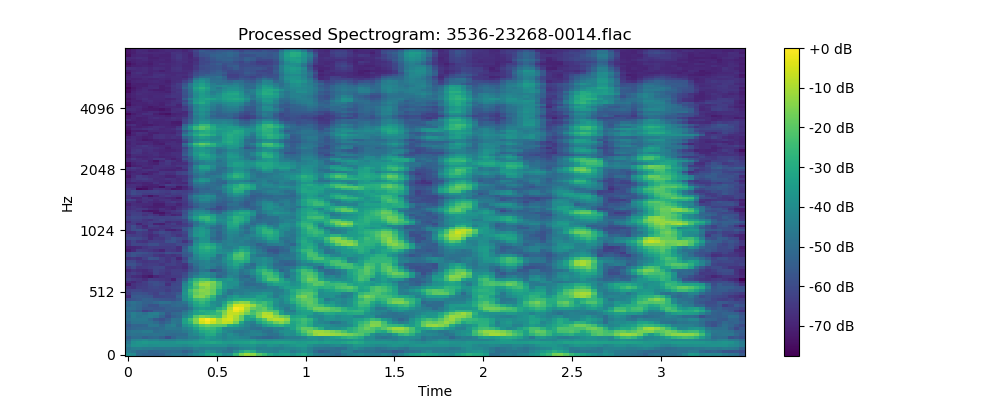 Processed Spectrogram: 3536-23268-0014.flac
Hz
4096
2048
1024
512
0
0
0.5
1
1.5
2
2.5
3
Time
+0 dB
-10 dB
-20 dB
-30 dB
-40 dB
-50 dB
-60 dB
-70 dB